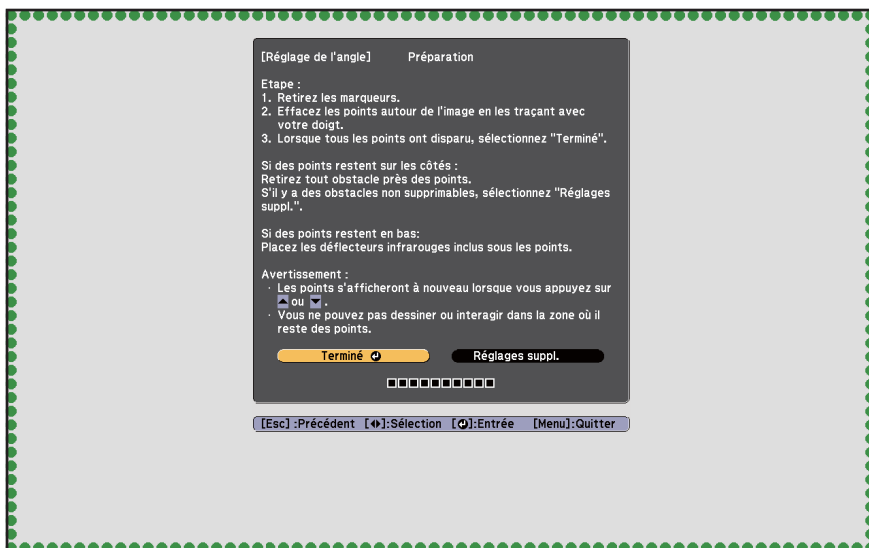 [Réglage de l'angle] Préparation
Etape :
1. Retirez les marqueurs.
2. Effacez les points autour de l'image en les traçant avec
votre doigt.
3. Lorsque tous les points ont disparu, sélectionnez "Terminé".
Si des points restent sur les côtés :
Retirez tout obstacle près des points.
S'il y a des obstacles non supprimables, sélectionnez "Réglages
suppl.".
Si des points restent en bas:
Placez les déflecteurs infrarouges inclus sous les points.
Avertissement :
· Les points s'afficheront à nouveau lorsque vous appuyez sur
▲ ou ▼ .
· Vous ne pouvez pas dessiner ou interagir dans la zone où il
reste des points.
Terminé Réglages suppl.
[Esc] :Précédent [◀▶]:Sélection [↵]:Entrée [Menu]:Quitter